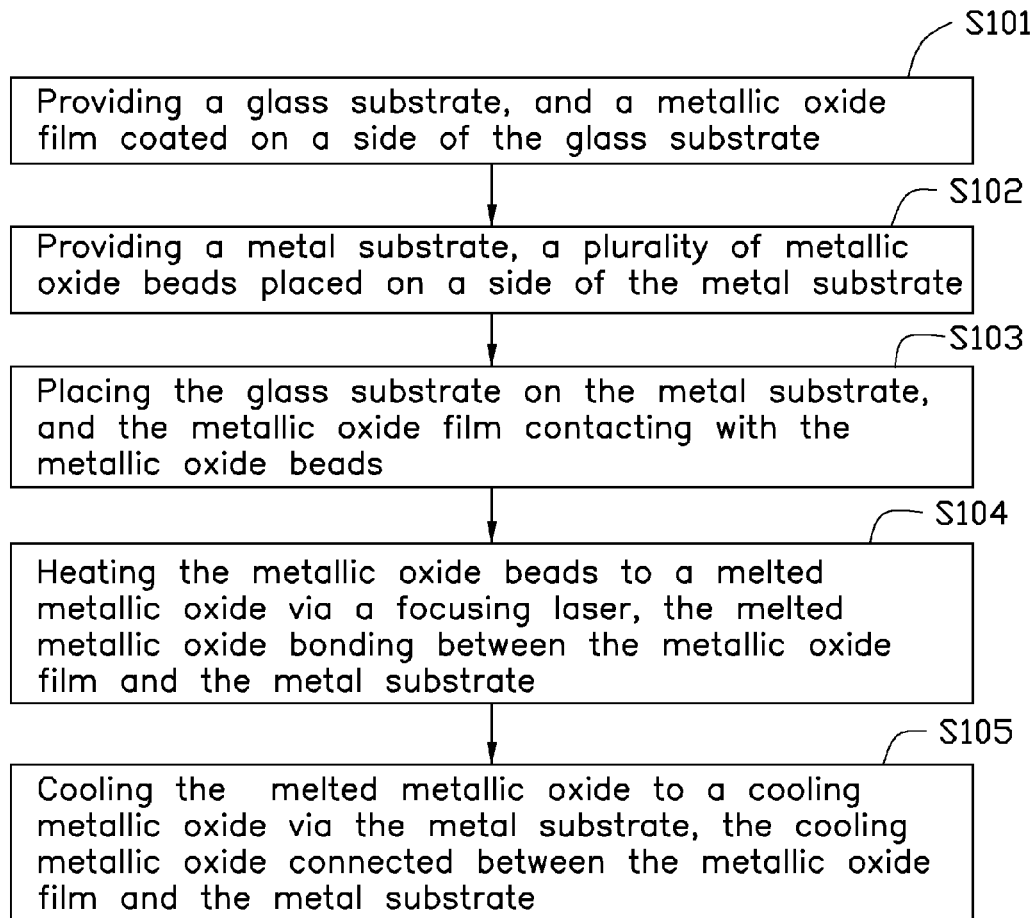 S101
Providing a glass substrate, and a metallic oxide
film coated on a side of the glass substrate
S102
Providing a metal substrate, a plurality of metallic
oxide beads placed on a side of the metal substrate
S103
Placing the glass substrate on the metal substrate,
and the metallic oxide film contacting with the
metallic oxide beads
S104
Heating the metallic oxide beads to a melted
metallic oxide via a focusing laser, the melted
metallic oxide bonding between the metallic oxide
film and the metal substrate
S105
Cooling the melted metallic oxide to a cooling
metallic oxide via the metal substrate, the cooling
metallic oxide connected between the metallic oxide
film and the metal substrate